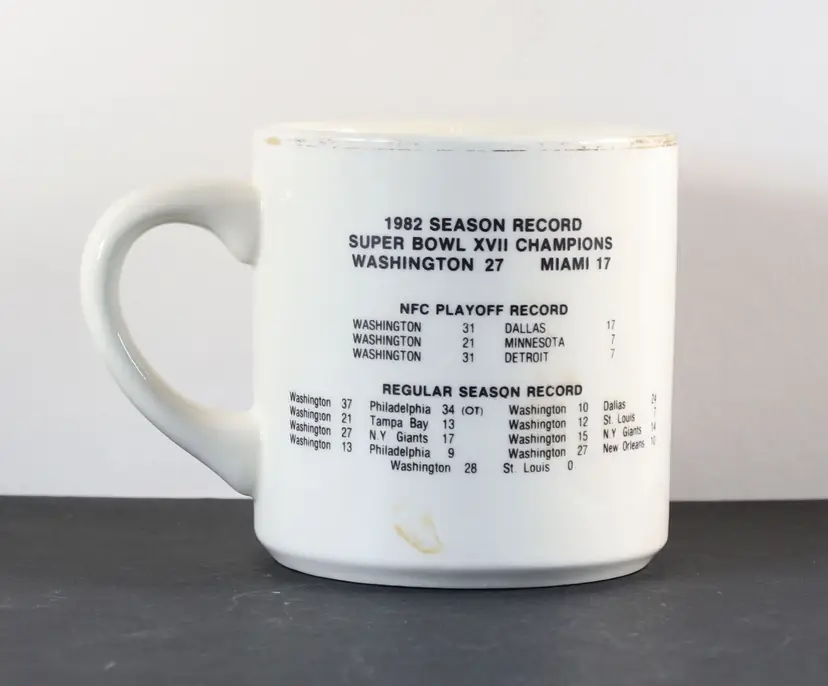 1982 SEASON RECORD
SUPER BOWL XVII CHAMPIONS
WASHINGTON 27 MIAMI 17
NFC PLAYOFF RECORD
WASHINGTON 31 DALLAS 17
WASHINGTON 21 MINNESOTA 7
WASHINGTON 31 DETROIT 7
REGULAR SEASON RECORD
Washington 37 Philadelphia 34 (OT) Washington 10 Dallas 24
Washington 21 Tampa Bay 13 Washington 12 St. Louis 7
Washington 27 N.Y Giants 17 Washington 15 N.Y Giants 14
Washington 13 Philadelphia 9 Washington 27 New Orleans 10
Washington 28 St. Louis 0